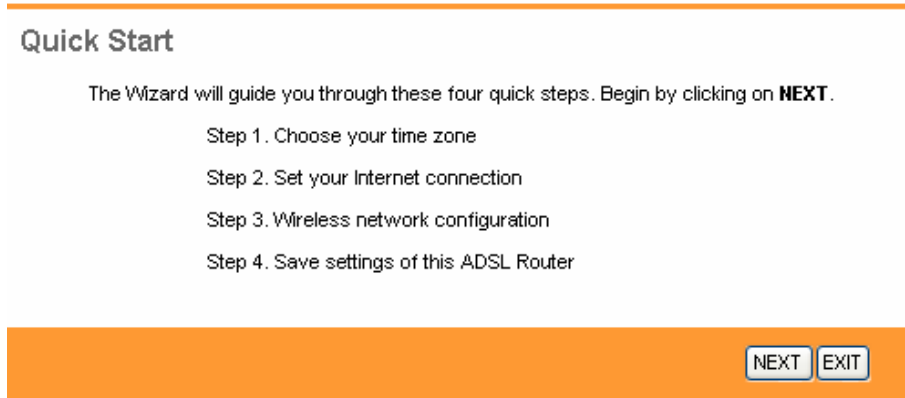 Quick Start
The Wizard will guide you through these four quick steps. Begin by clicking on NEXT.
Step 1. Choose your time zone
Step 2. Set your Internet connection
Step 3. Wireless network configuration
Step 4. Save settings of this ADSL Router
NEXT EXIT